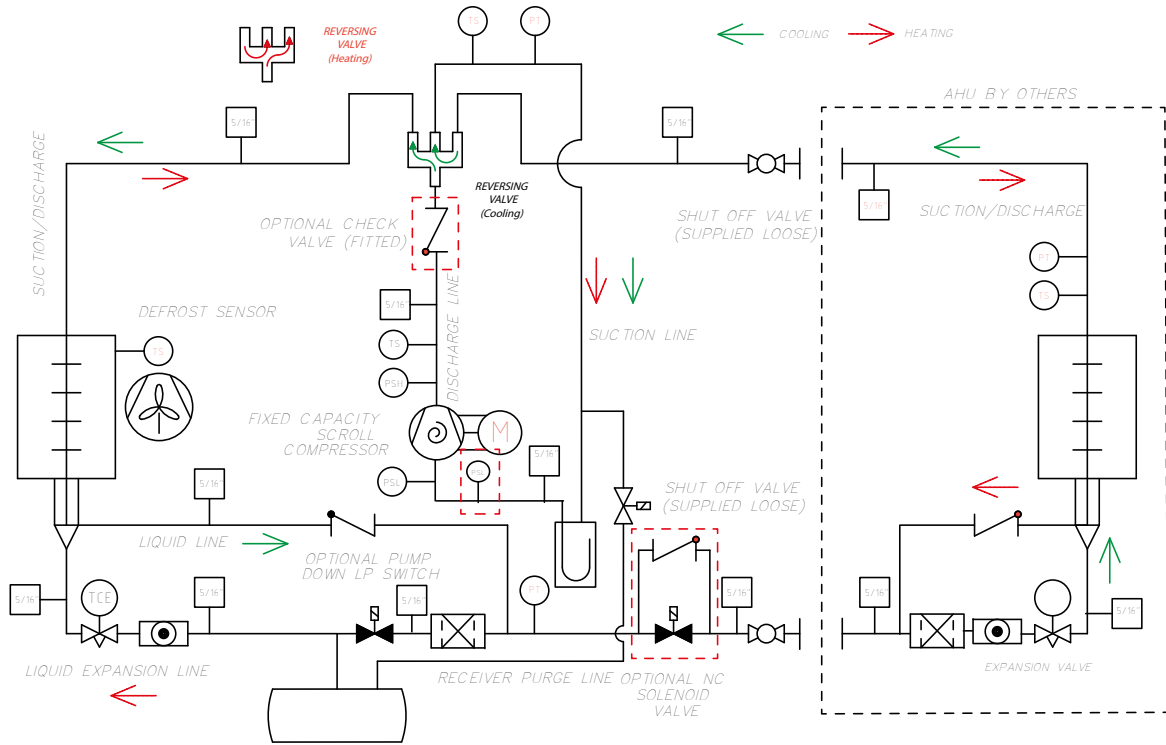 TS
PT
REVERSING
VALVE
(Heating)
COOLING
HEATING
AHU BY OTHERS
5/16"
5/16"
5/16"
SUCTION/DISCHARGE
REVERSING
VALVE
(Cooling)
OPTIONAL CHECK
VALVE (FITTED)
SHUT OFF VALVE
(SUPPLIED LOOSE)
SUCTION/DISCHARGE
PT
TS
5/16"
DISCHARGE LINE
DEFROST SENSOR
TS
TS
SUCTION LINE
PSH
FIXED CAPACITY
SCROLL
COMPRESSOR
M
PSL
PSL
5/16"
5/16"
SHUT OFF VALVE
(SUPPLIED LOOSE)
LIQUID LINE
OPTIONAL PUMP
DOWN LP SWITCH
5/16"
TCE
5/16"
5/16"
PT
5/16"
5/16"
5/16"
LIQUID EXPANSION LINE
RECEIVER PURGE LINE
OPTIONAL NC
SOLENOID
VALVE
EXPANSION VALVE